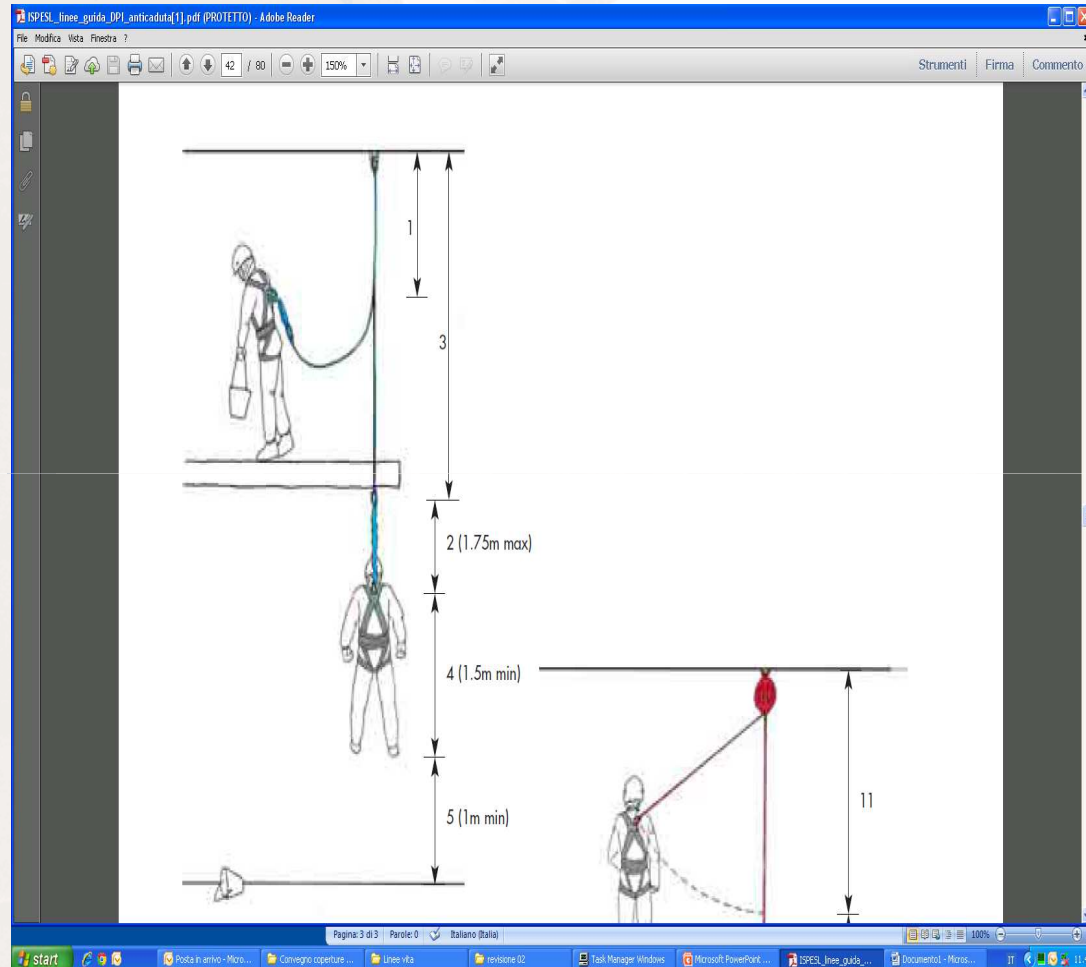 ISPESL_linee_guida_DPI_anticaduta[1].pdf (PROTETTO) - Adobe Reader
File Modifica Vista Finestra ?
42 / 80 150% Strumenti Firma Commento
1
3
2 (1.75m max)
4 (1.5m min)
11
5 (1m min)
Pagina: 3 di 3 Parole: 0 Italiano (Italia) 100%
start Posta in arrivo - Micro... Convegno coperture ... Linee vita revisione 02 Task Manager Windows Microsoft PowerPoint ... ISPESL_linee_guida_... Documento1 - Micros... IT